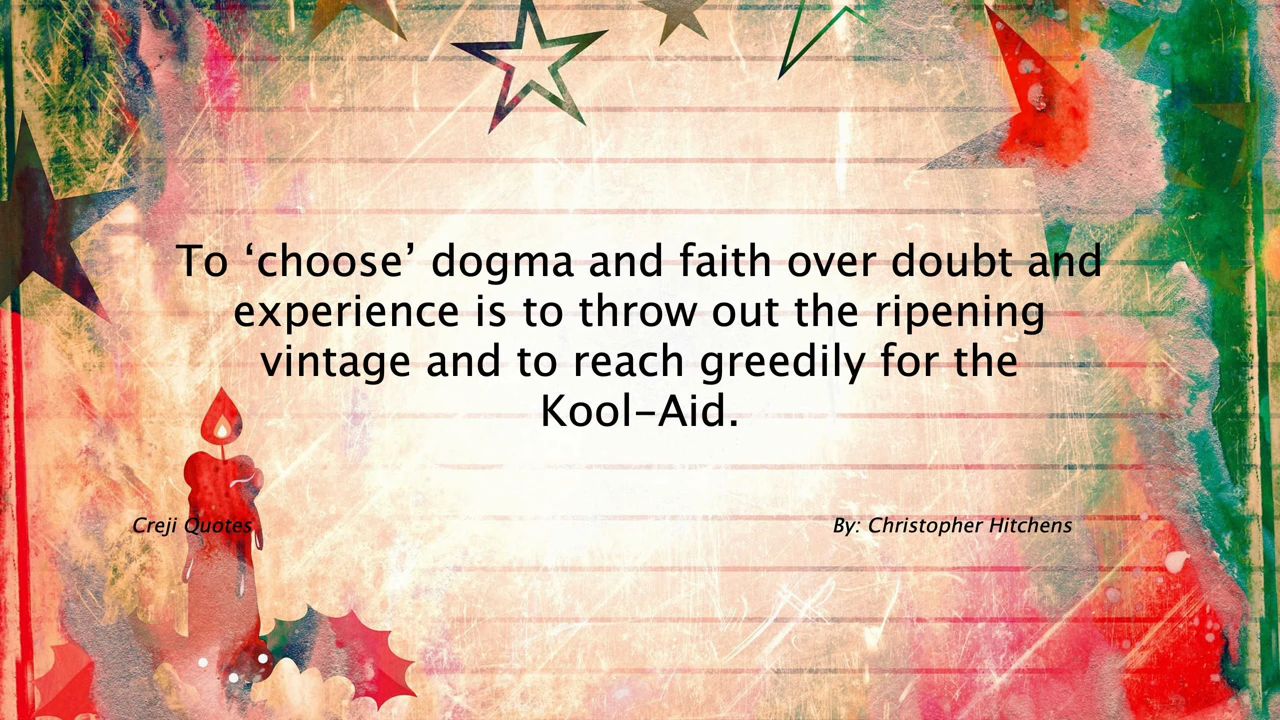 To ‘choose’ dogma and faith over doubt and
experience is to throw out the ripening
vintage and to reach greedily for the
Kool-Aid.
Creji Quotes
By: Christopher Hitchens